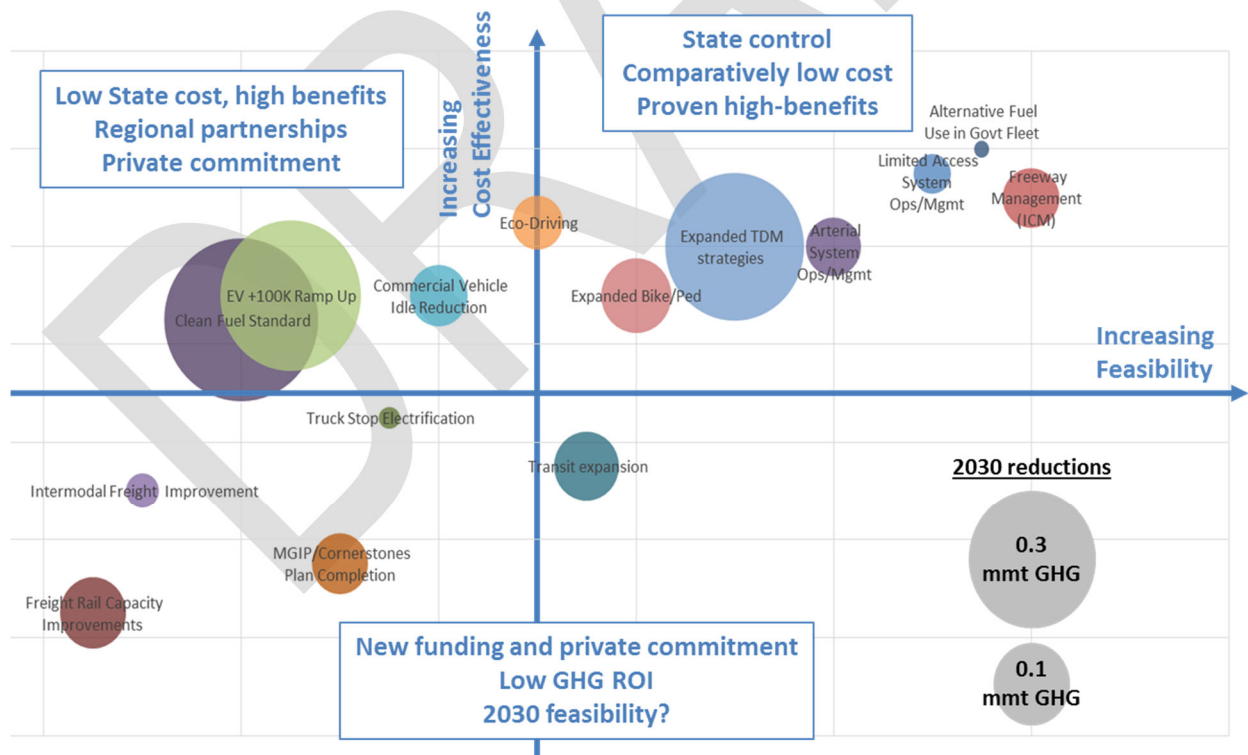 DRA
Low State cost, high benefits
Regional partnerships
Private commitment
Increasing
Cost Effectiveness
State control
Comparatively low cost
Proven high-benefits
Alternative Fuel
Use in Govt Fleet
Limited Access
System
Ops/Mgmt
Freeway
Management
(ICM)
Eco-Driving
Expanded TDM
strategies
Arterial
System
Ops/Mgmt
EV +100K Ramp Up
Clean Fuel Standard
Commercial Vehicle
Idle Reduction
Expanded Bike/Ped
Increasing
Feasibility
Truck Stop Electrification
Transit expansion
Intermodal Freight Improvement
MGIP/Cornerstones
Plan Completion
Freight Rail Capacity
Improvements
2030 reductions
0.3
mmt GHG
0.1
mmt GHG
New funding and private commitment
Low GHG ROI
2030 feasibility?